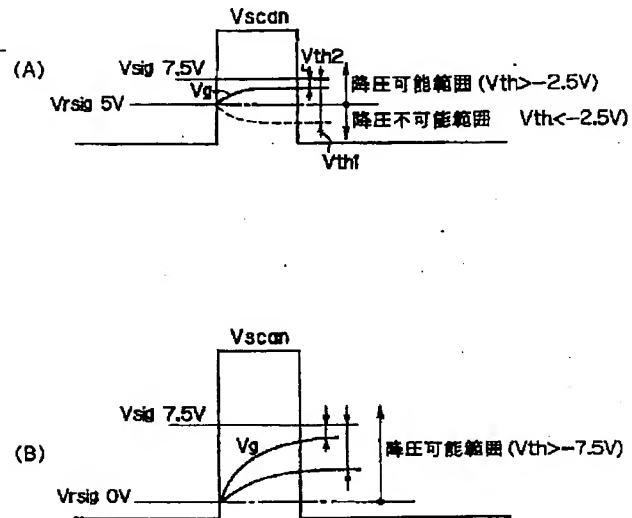 Vscan
(A)
Vsig 7.5V
Vth2
Vg
降圧可能範囲 (Vth>-2.5V)
Vrsig 5V
降圧不可能範囲 Vth<-2.5V)
Vth1
Vscan
Vsig 7.5V
Vg
(B)
降圧可能範囲 (Vth>-7.5V)
Vrsig 0V